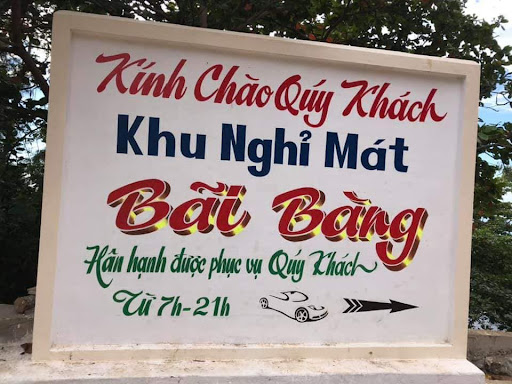 Kính Chào Quý Khách
Khu Nghỉ Mát
Bãi Bàng
Hân hạnh được phục vụ Quý Khách
Từ 7h-21h